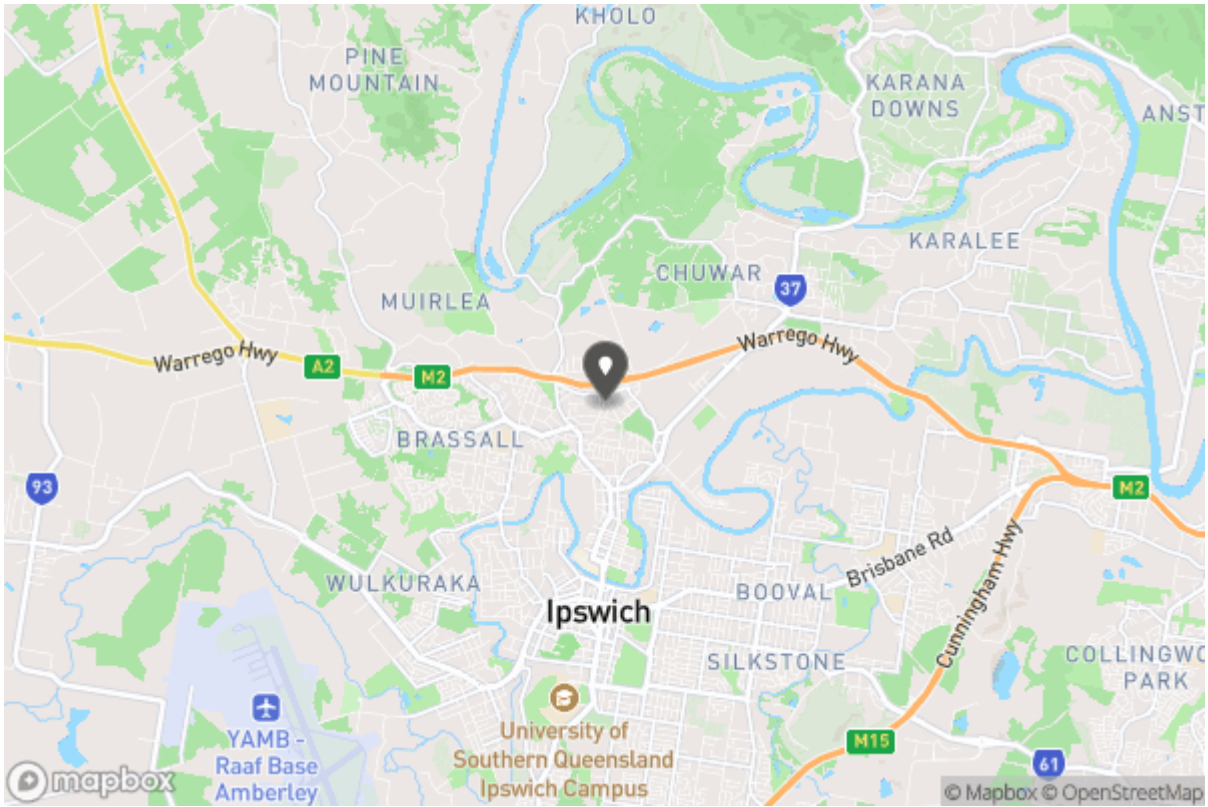 KHOLO
PINE
MOUNTAIN
KARANA
DOWNS
ANST
KARALEE
CHUWAR
37
MUIRLEA
Warrego Hwy
Warrego Hwy
A2
M2
BRASSALL
93
M2
Brisbane Rd
Cunningham Hwy
WULKURAKA
BOOVAL
Ipswich
SILKSTONE
COLLINGWO
PARK
University of
Southern Queensland
Ipswich Campus
YAMB -
Raaf Base
Amberley
M15
61
mapbox
© Mapbox © OpenStreetMap